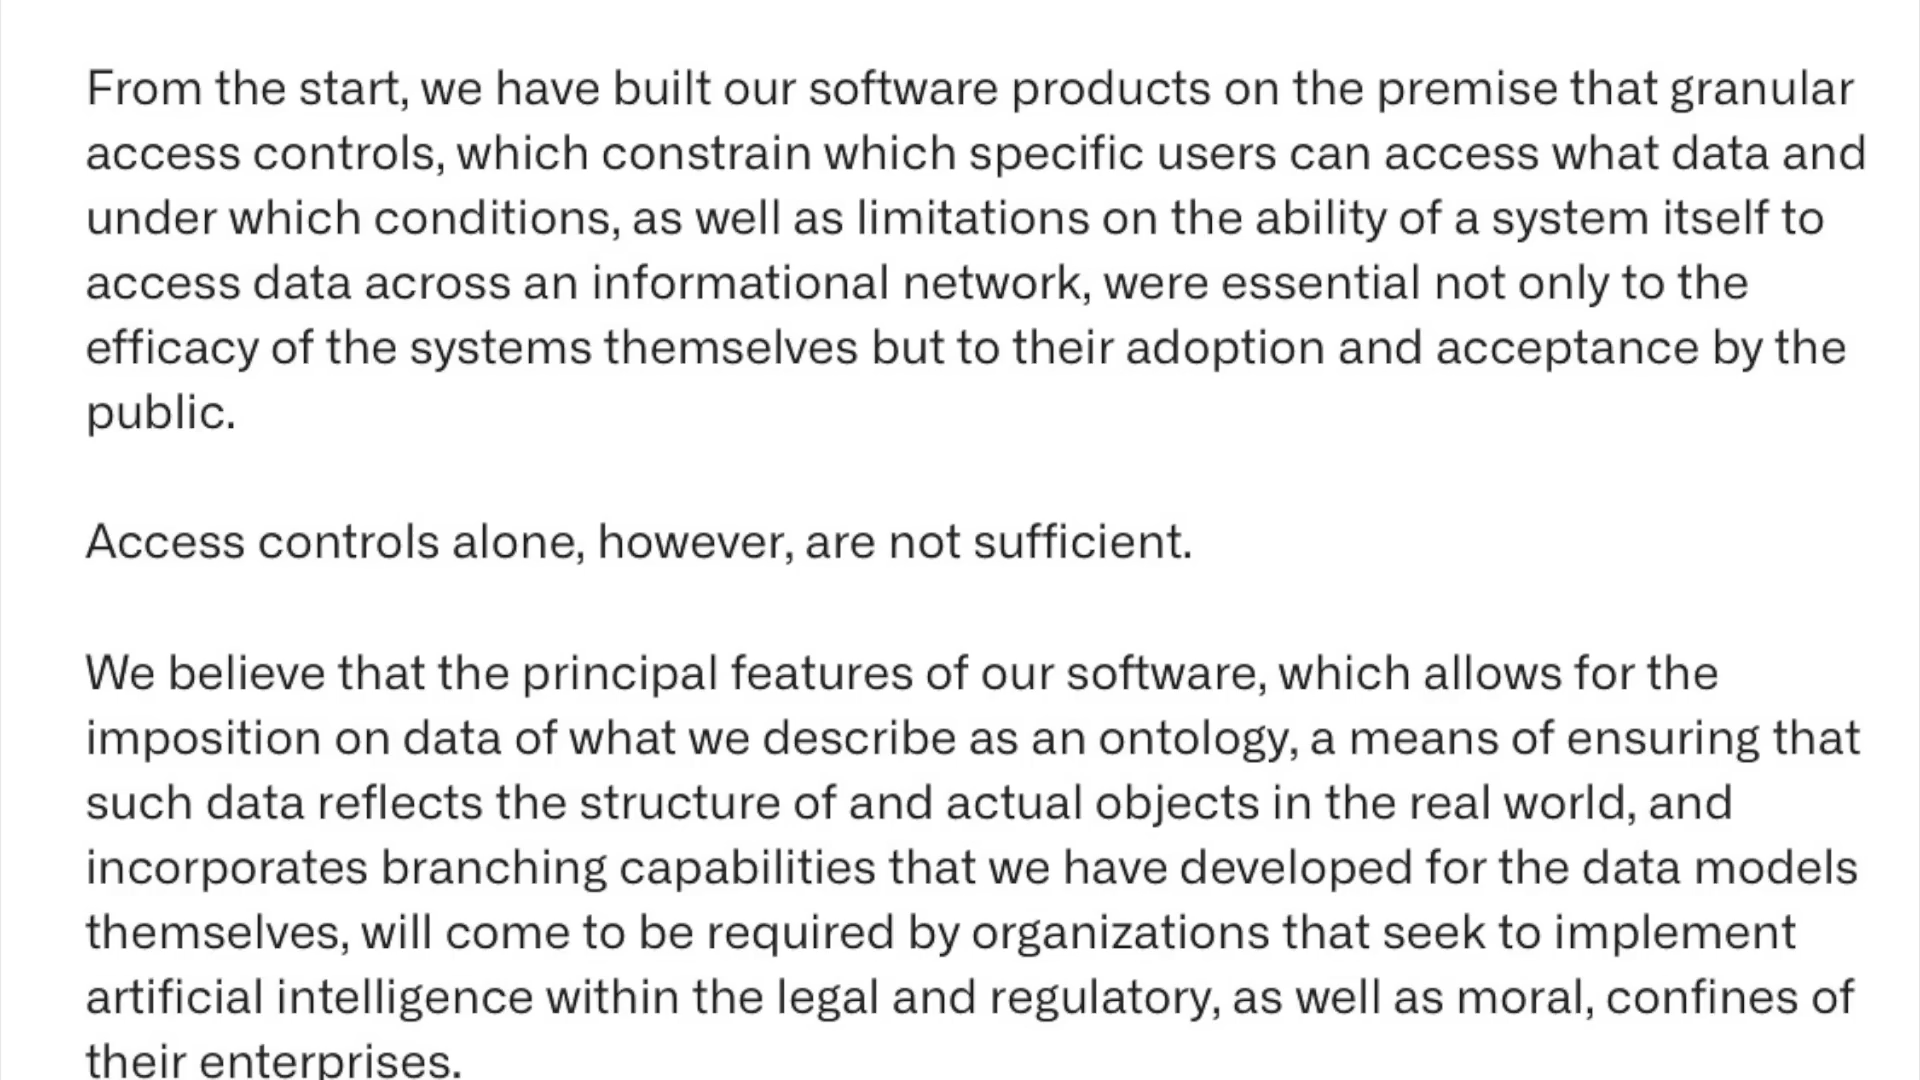 From the start, we have built our software products on the premise that granular
access controls, which constrain which specific users can access what data and
under which conditions, as well as limitations on the ability of a system itself to
access data across an informational network, were essential not only to the
efficacy of the systems themselves but to their adoption and acceptance by the
public.
Access controls alone, however, are not sufficient.
We believe that the principal features of our software, which allows for the
imposition on data of what we describe as an ontology, a means of ensuring that
such data reflects the structure of and actual objects in the real world, and
incorporates branching capabilities that we have developed for the data models
themselves, will come to be required by organizations that seek to implement
artificial intelligence within the legal and regulatory, as well as moral, confines of
their enterprises.